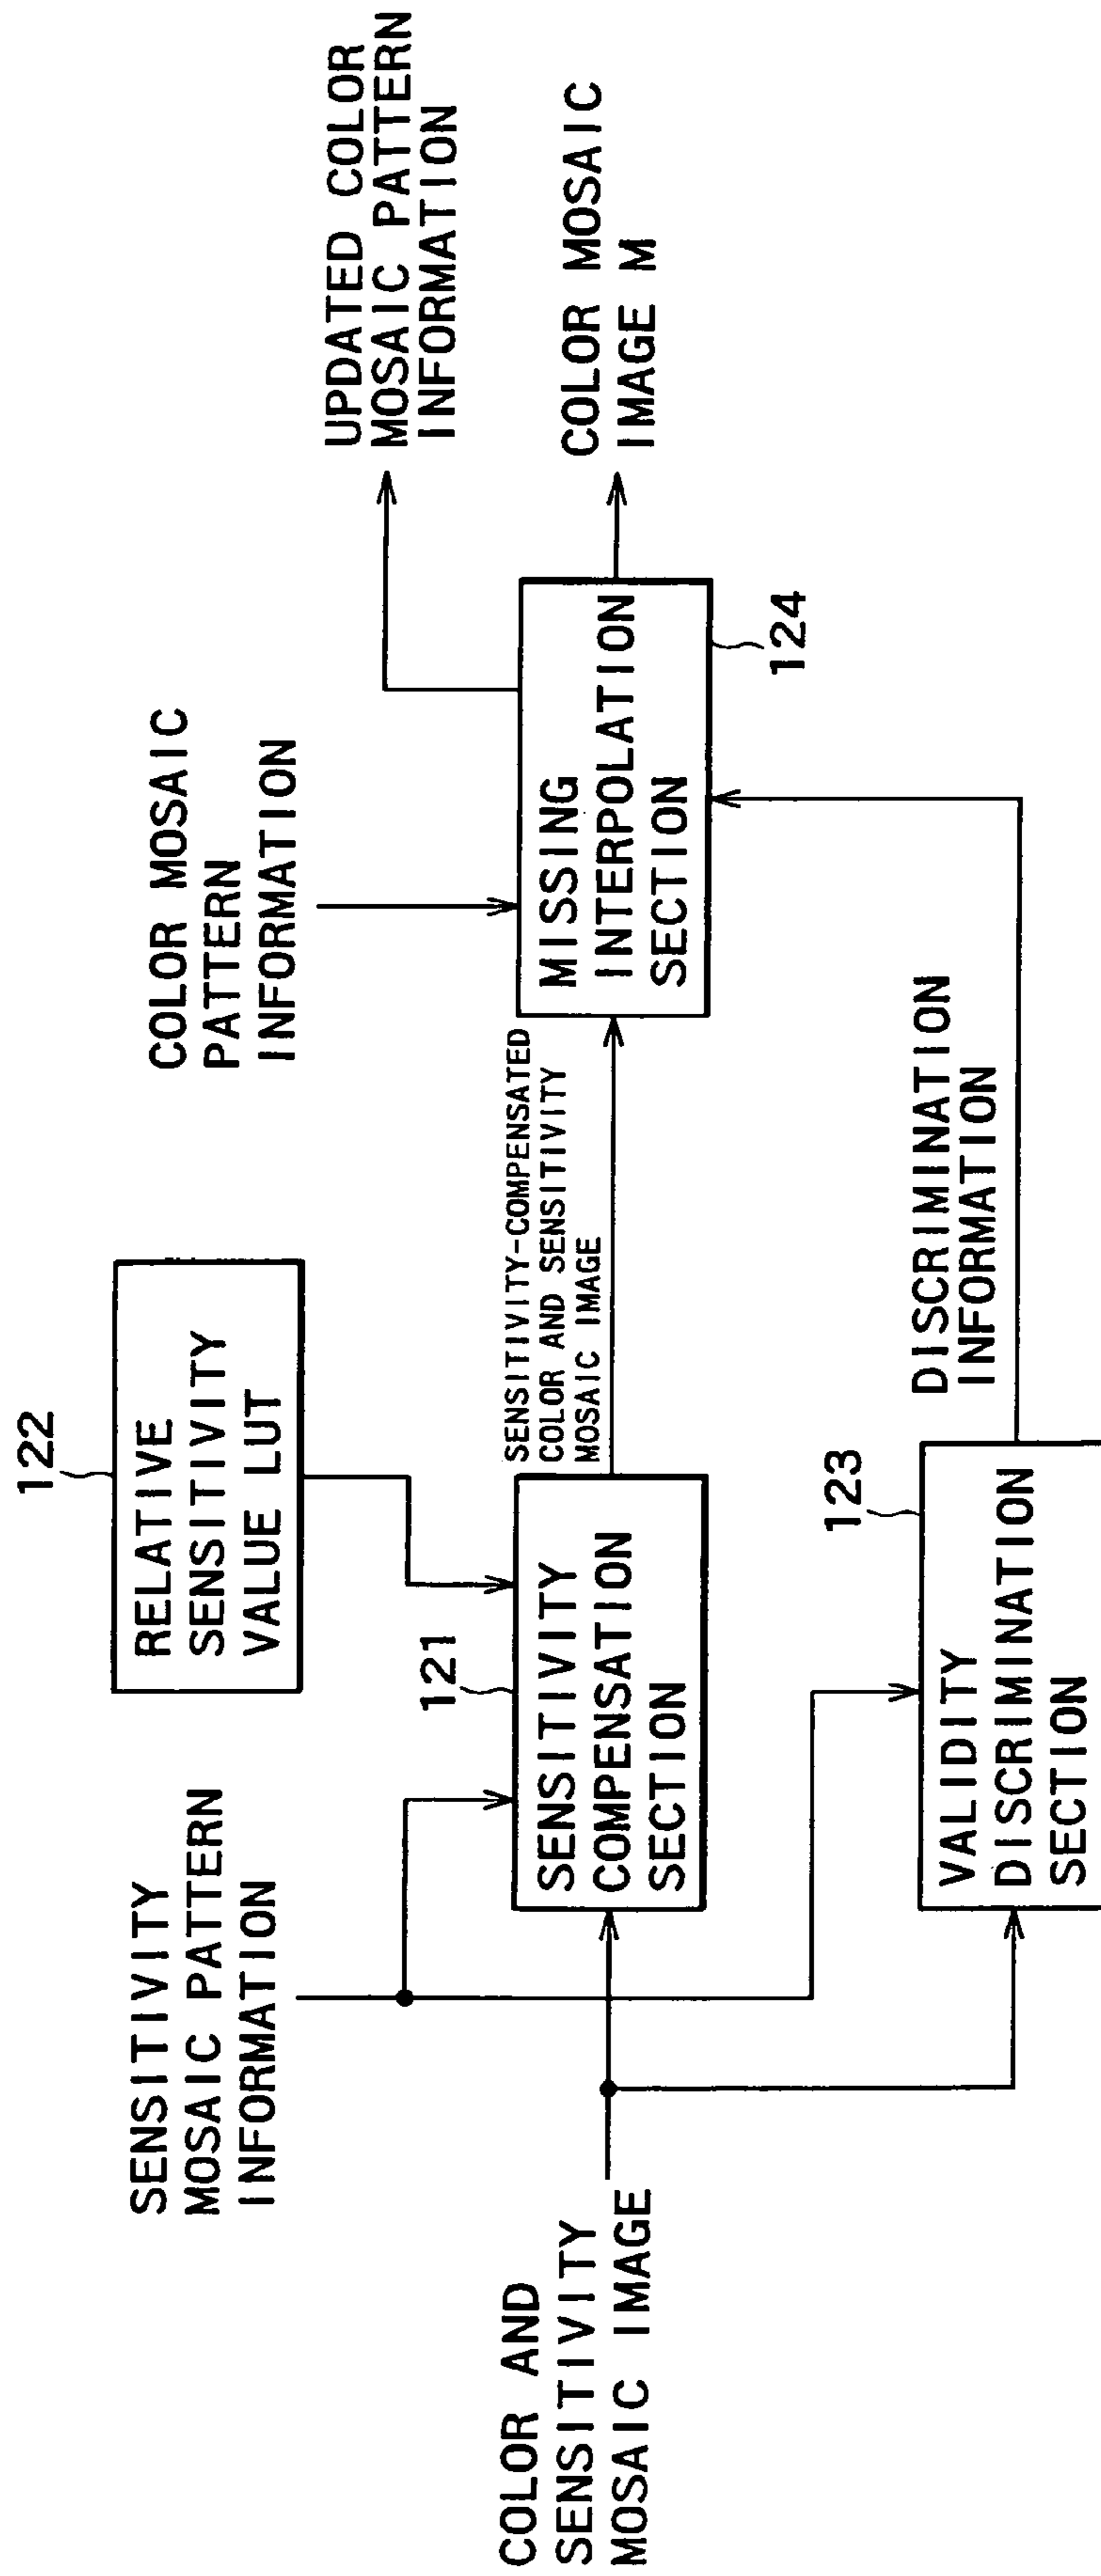 122
RELATIVE
SENSITIVITY
VALUE LUT
SENSITIVITY
MOSAIC PATTERN
INFORMATION
COLOR MOSAIC
PATTERN
INFORMATION
UPDATED COLOR
MOSAIC PATTERN
INFORMATION
121
COLOR AND
SENSITIVITY
MOSAIC IMAGE
SENSITIVITY
COMPENSATION
SECTION
SENSITIVITY-COMPENSATED
COLOR AND SENSITIVITY
MOSAIC IMAGE
MISSING
INTERPOLATION
SECTION
124
COLOR MOSAIC
IMAGE M
123
VALIDITY
DISCRIMINATION
SECTION
DISCRIMINATION
INFORMATION